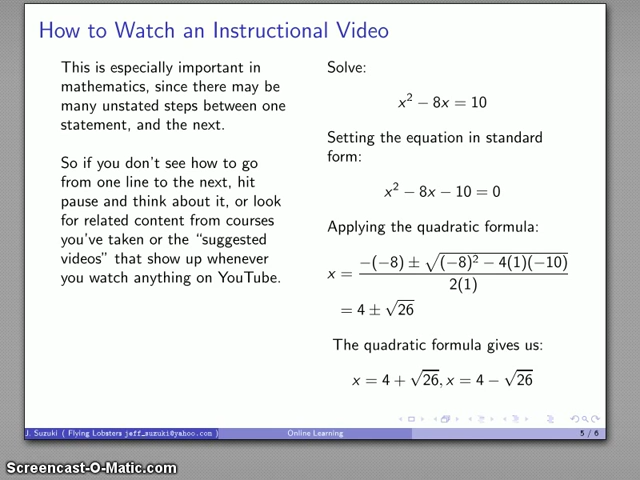 How to Watch an Instructional Video
This is especially important in
mathematics, since there may be
many unstated steps between one
statement, and the next.
So if you don't see how to go
from one line to the next, hit
pause and think about it, or look
for related content from courses
you've taken or the "suggested
videos" that show up whenever
you watch anything on YouTube.
Solve:
x² − 8x = 10
Setting the equation in standard
form:
x² − 8x − 10 = 0
Applying the quadratic formula:
x = −(−8) ± √(−8)² − 4(1)(−10)
2(1)
= 4 ± √26
The quadratic formula gives us:
x = 4 + √26, x = 4 − √26
J. Suzuki ( Flying Lobsters jeff_suzuki@yahoo.com )
Online Learning
5 / 6
Screencast-O-Matic.com